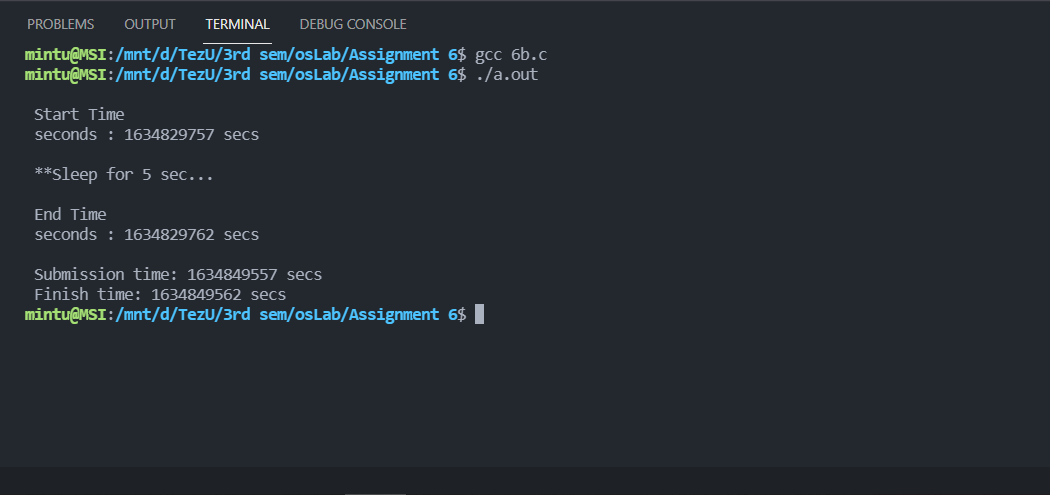 PROBLEMS OUTPUT TERMINAL DEBUG CONSOLE
mintu@MSI:/mnt/d/TezU/3rd sem/osLab/Assignment 6$ gcc 6b.c
mintu@MSI:/mnt/d/TezU/3rd sem/osLab/Assignment 6$ ./a.out
Start Time
seconds : 1634829757 secs
**Sleep for 5 sec...
End Time
seconds : 1634829762 secs
Submission time: 1634849557 secs
Finish time: 1634849562 secs
mintu@MSI:/mnt/d/TezU/3rd sem/osLab/Assignment 6$